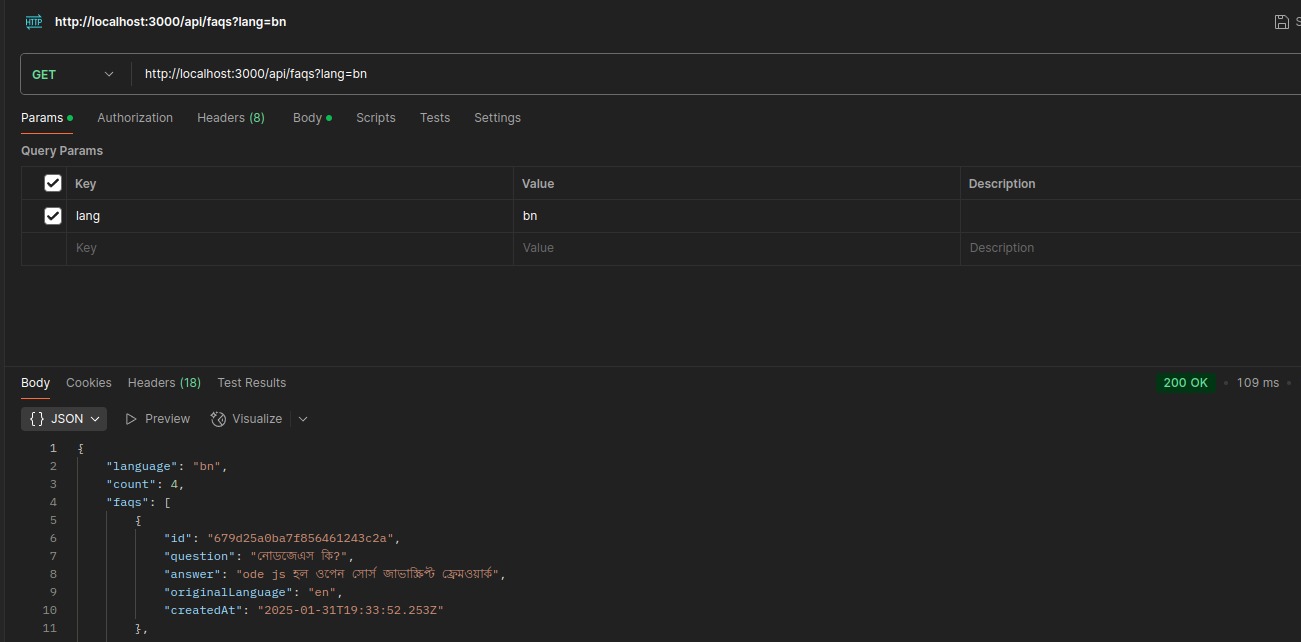 HTTP http://localhost:3000/api/faqs?lang=bn
GET http://localhost:3000/api/faqs?lang=bn
Params Authorization Headers (8) Body Scripts Tests Settings
Query Params
Key Value Description
lang bn
Key Value Description
Body Cookies Headers (18) Test Results 200 OK 109 ms
{} JSON Preview Visualize
1 {
2 "language": "bn",
3 "count": 4,
4 "faqs": [
5 {
6 "id": "679d25a0ba7f856461243c2a",
7 "question": "নোডজেএস কি?",
8 "answer": "ode js হল ওপেন সোর্স জাভাস্ক্রিপ্ট ফ্রেমওয়ার্ক",
9 "originalLanguage": "en",
10 "createdAt": "2025-01-31T19:33:52.253Z"
11 },